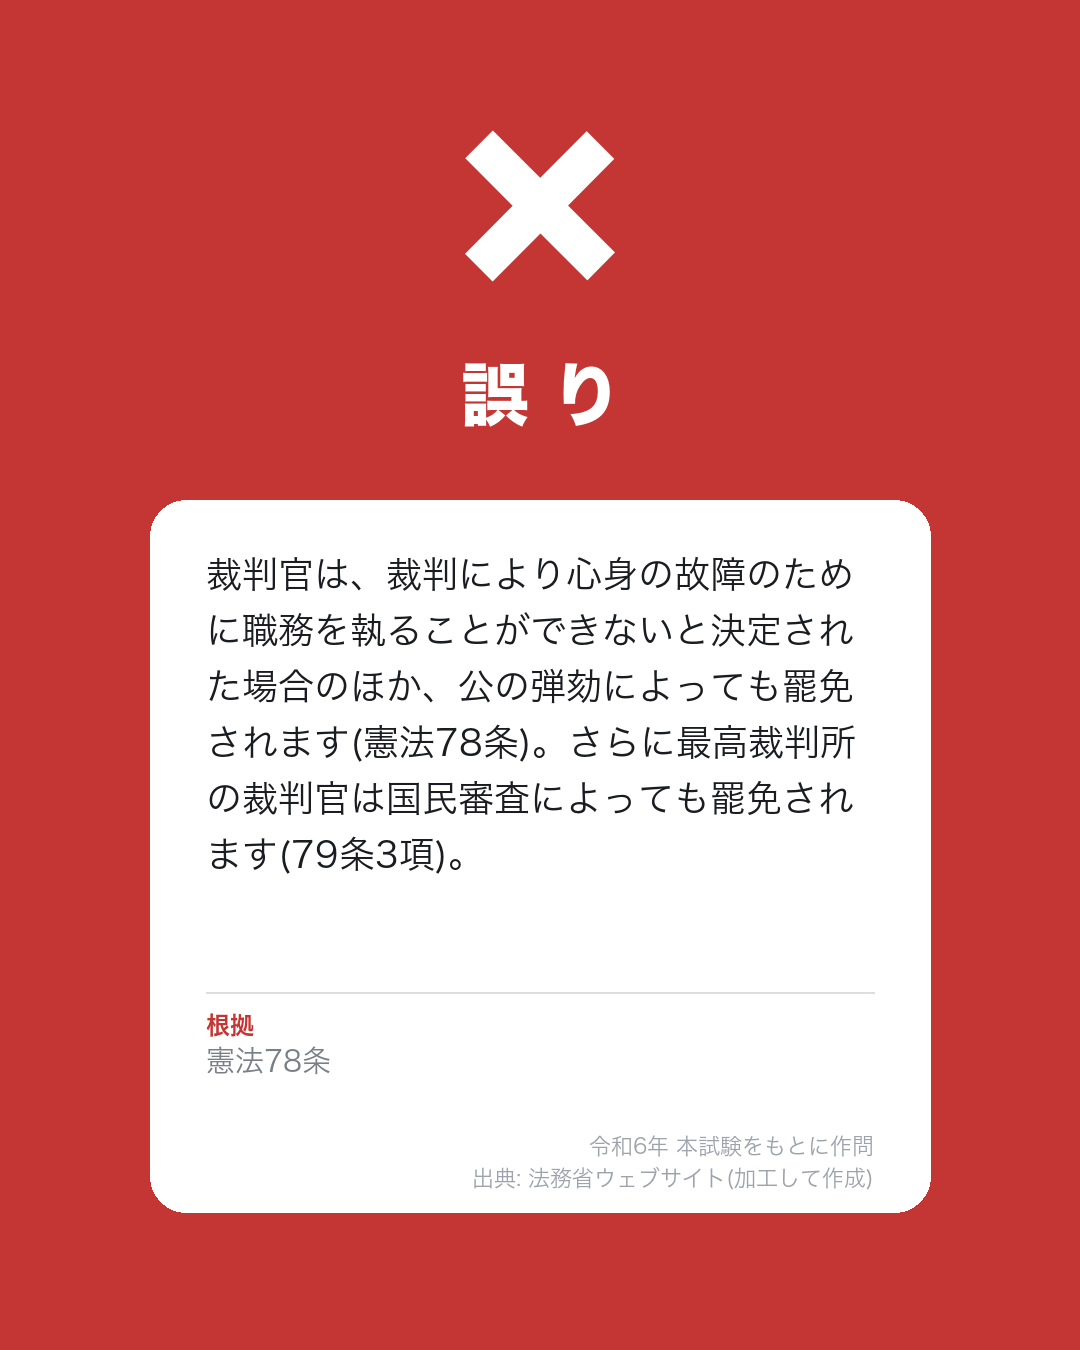 誤り
裁判官は、裁判により心身の故障のため
に職務を執ることができないと決定され
た場合のほか、公の弾劾によっても罷免
されます(憲法78条)。さらに最高裁判所
の裁判官は国民審査によっても罷免され
ます(79条3項)。
根拠
憲法78条
令和6年 本試験をもとに作問
出典: 法務省ウェブサイト(加工して作成)